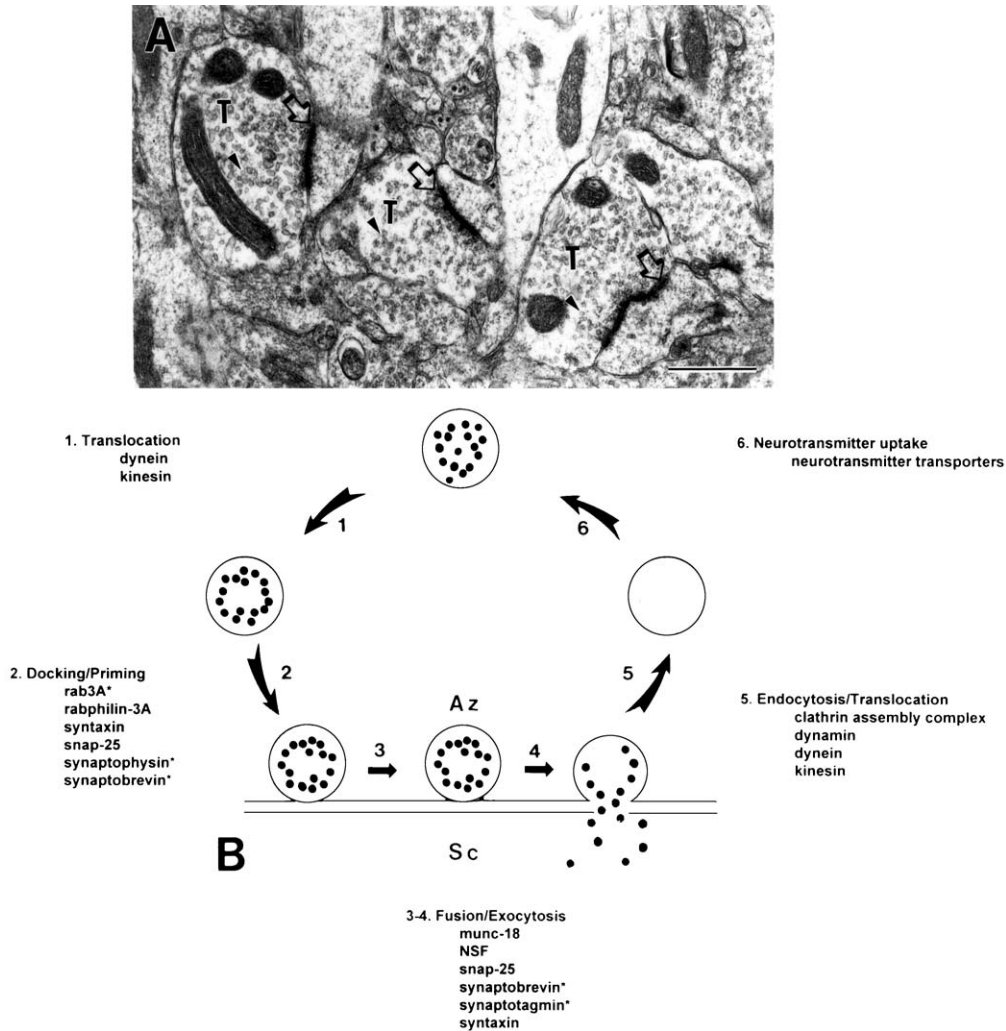 A
T
T
T
1. Translocation
dynein
kinesin
6. Neurotransmitter uptake
neurotransmitter transporters
1
6
2. Docking/Priming
rab3A*
rabphilin-3A
syntaxin
snap-25
synaptophysin*
synaptobrevin*
2
5
5. Endocytosis/Translocation
clathrin assembly complex
dynamin
dynein
kinesin
Az
3
4
B
Sc
3-4. Fusion/Exocytosis
munc-18
NSF
snap-25
synaptobrevin*
synaptotagmin*
syntaxin